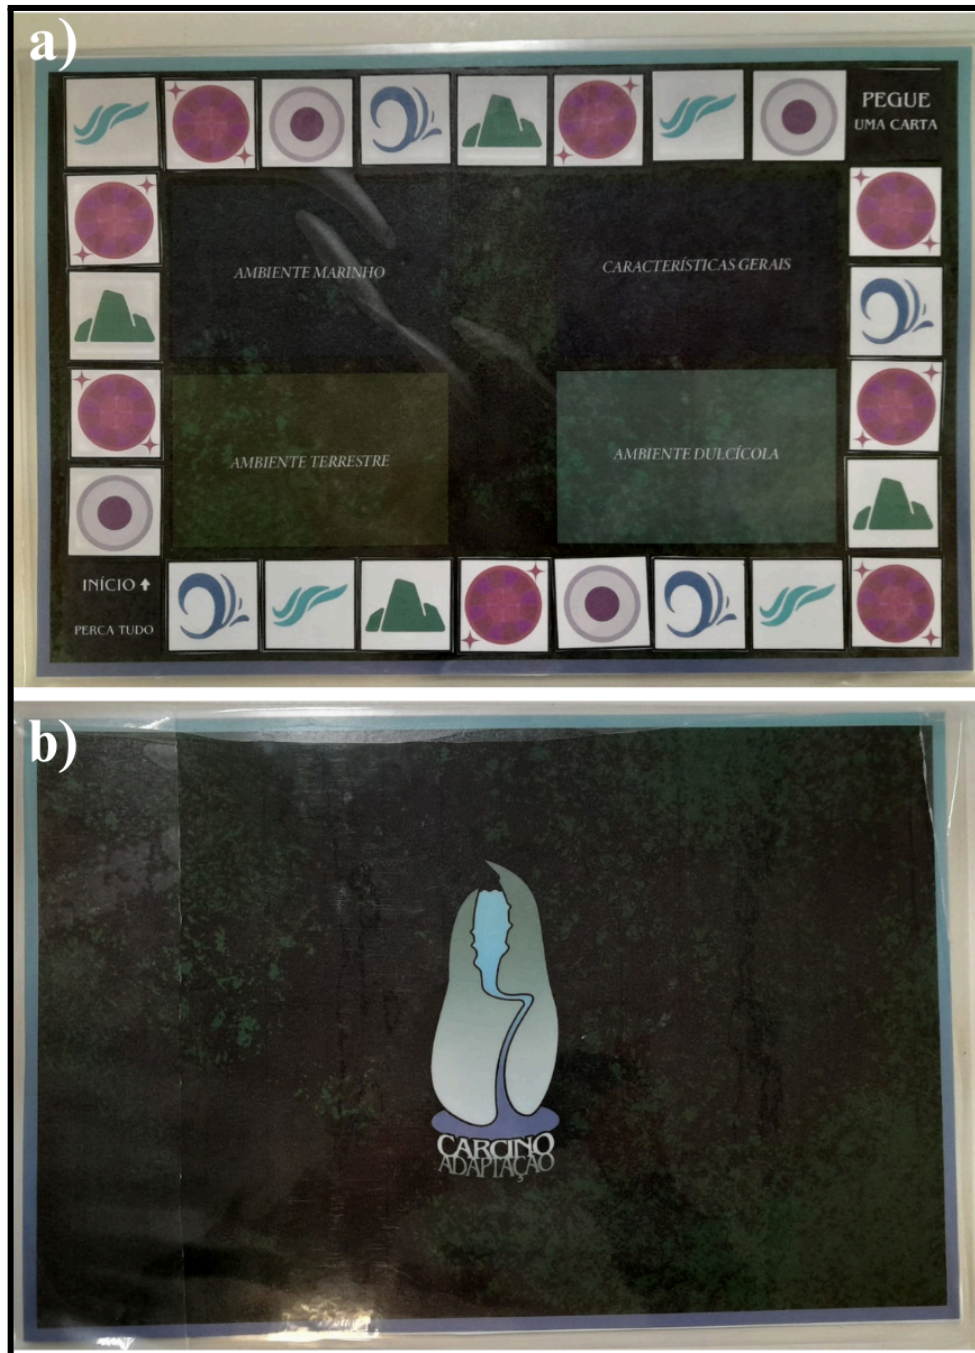 a)
PEGUE
UMA CARTA
AMBIENTE MARINHO
CARACTERÍSTICAS GERAIS
AMBIENTE TERRESTRE
AMBIENTE DULCÍCOLA
INÍCIO
PERCA TUDO
b)
CARCINO
ADAPTAÇÃO